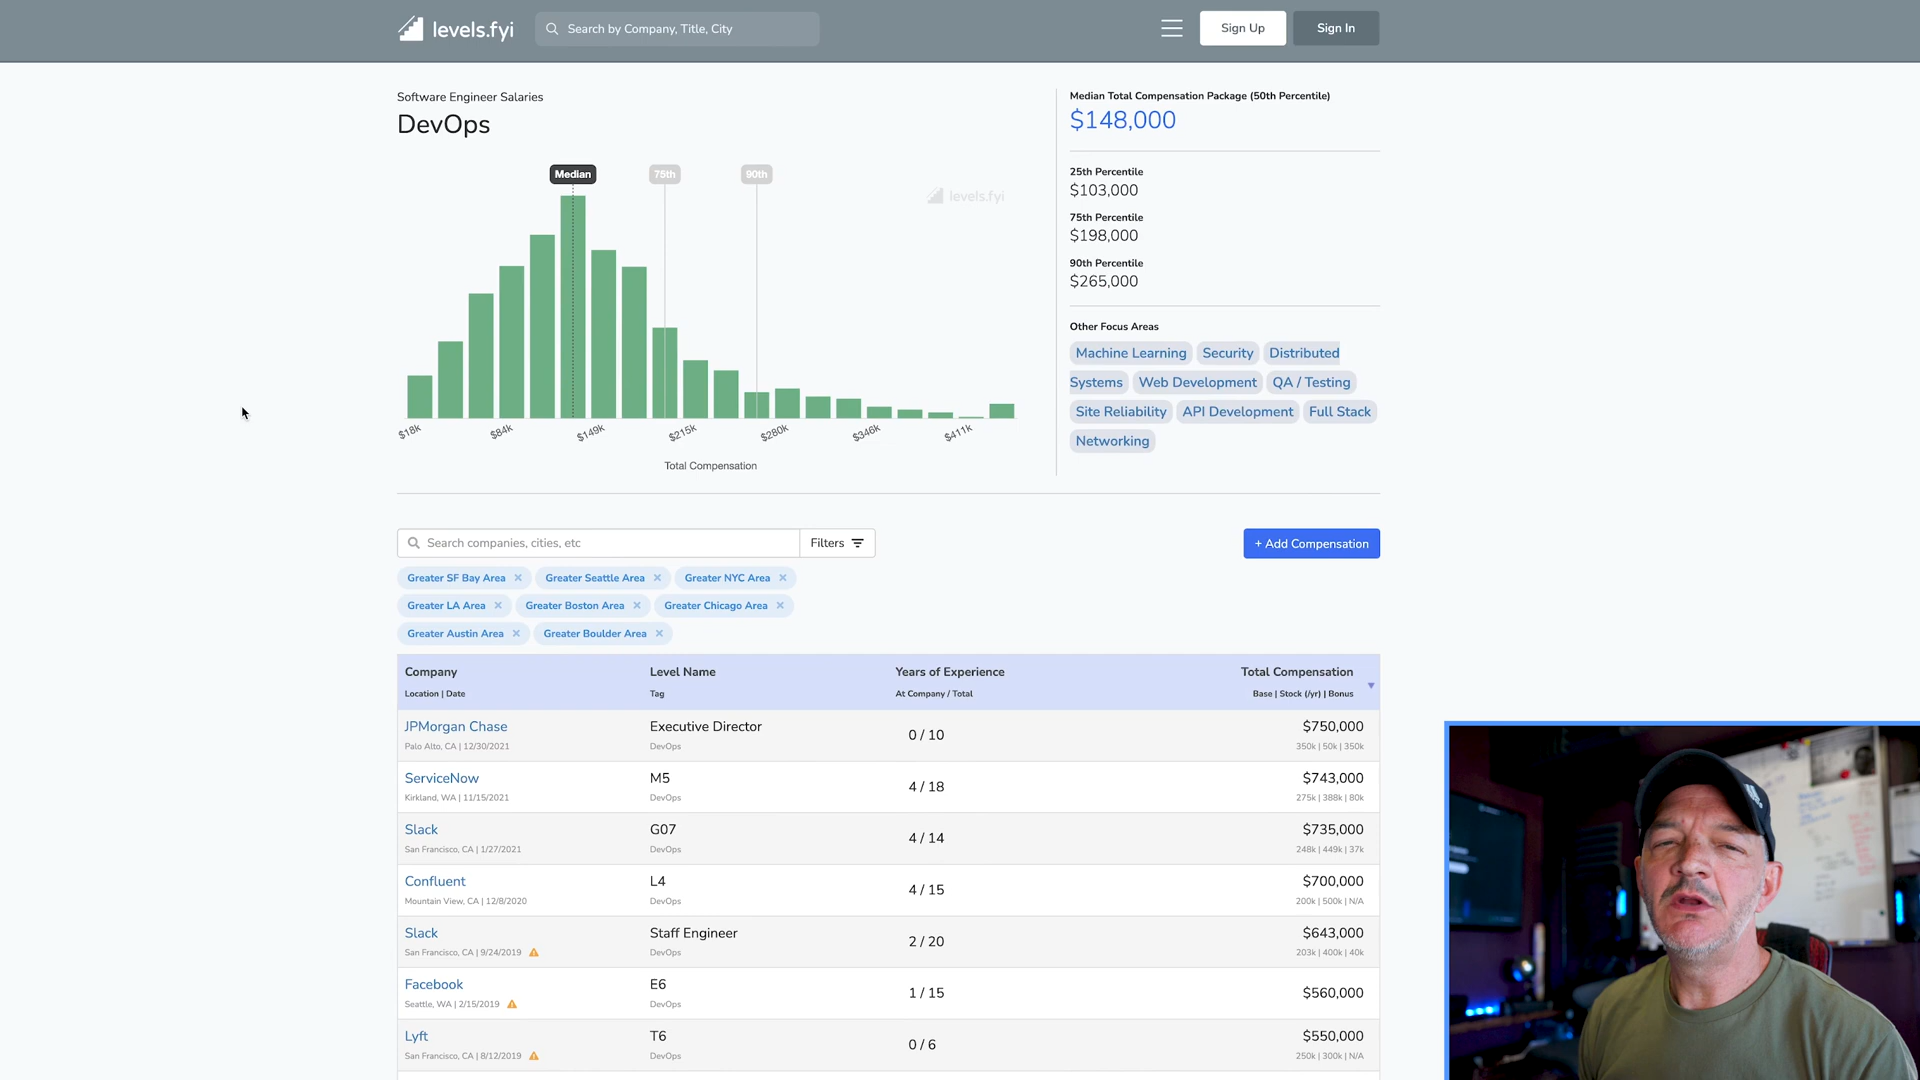 levels.fyi
Search by Company, Title, City
Sign Up
Sign In
Software Engineer Salaries
DevOps
Median
75th
90th
levels.fyi
$18k
$84k
$149k
$215k
$280k
$346k
$411k
Total Compensation
Median Total Compensation Package (50th Percentile)
$148,000
25th Percentile
$103,000
75th Percentile
$198,000
90th Percentile
$265,000
Other Focus Areas
Machine Learning Security Distributed
Systems Web Development QA / Testing
Site Reliability API Development Full Stack
Networking
Search companies, cities, etc
Filters
+ Add Compensation
Greater SF Bay Area × Greater Seattle Area × Greater NYC Area ×
Greater LA Area × Greater Boston Area × Greater Chicago Area ×
Greater Austin Area × Greater Boulder Area ×
Company Level Name Years of Experience Total Compensation
Location | Date Tag At Company / Total Base | Stock (/yr) | Bonus
JPMorgan Chase Executive Director 0 / 10 $750,000
Palo Alto, CA | 12/30/2021 DevOps 350k | 50k | 350k
ServiceNow M5 4 / 18 $743,000
Kirkland, WA | 11/15/2021 DevOps 275k | 388k | 80k
Slack G07 4 / 14 $735,000
San Francisco, CA | 1/27/2021 DevOps 248k | 449k | 37k
Confluent L4 4 / 15 $700,000
Mountain View, CA | 12/8/2020 DevOps 200k | 500k | N/A
Slack Staff Engineer 2 / 20 $643,000
San Francisco, CA | 9/24/2019 DevOps 203k | 400k | 40k
Facebook E6 1 / 15 $560,000
Seattle, WA | 2/15/2019 DevOps
Lyft T6 0 / 6 $550,000
San Francisco, CA | 8/12/2019 DevOps 250k | 300k | N/A